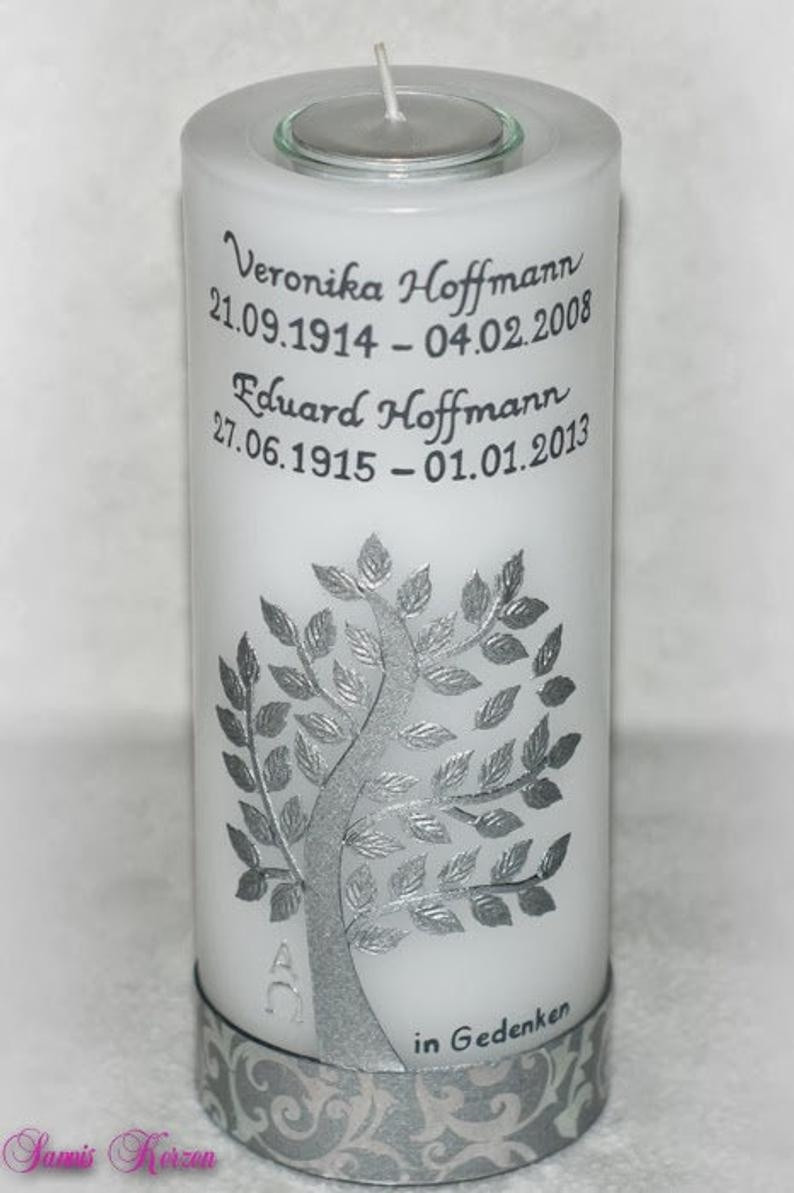 Veronika Hoffmann
21.09.1914 – 04.02.2008
Eduard Hoffmann
27.06.1915 – 01.01.2013
Α
Ω
in Gedenken
Sannis Kerzen